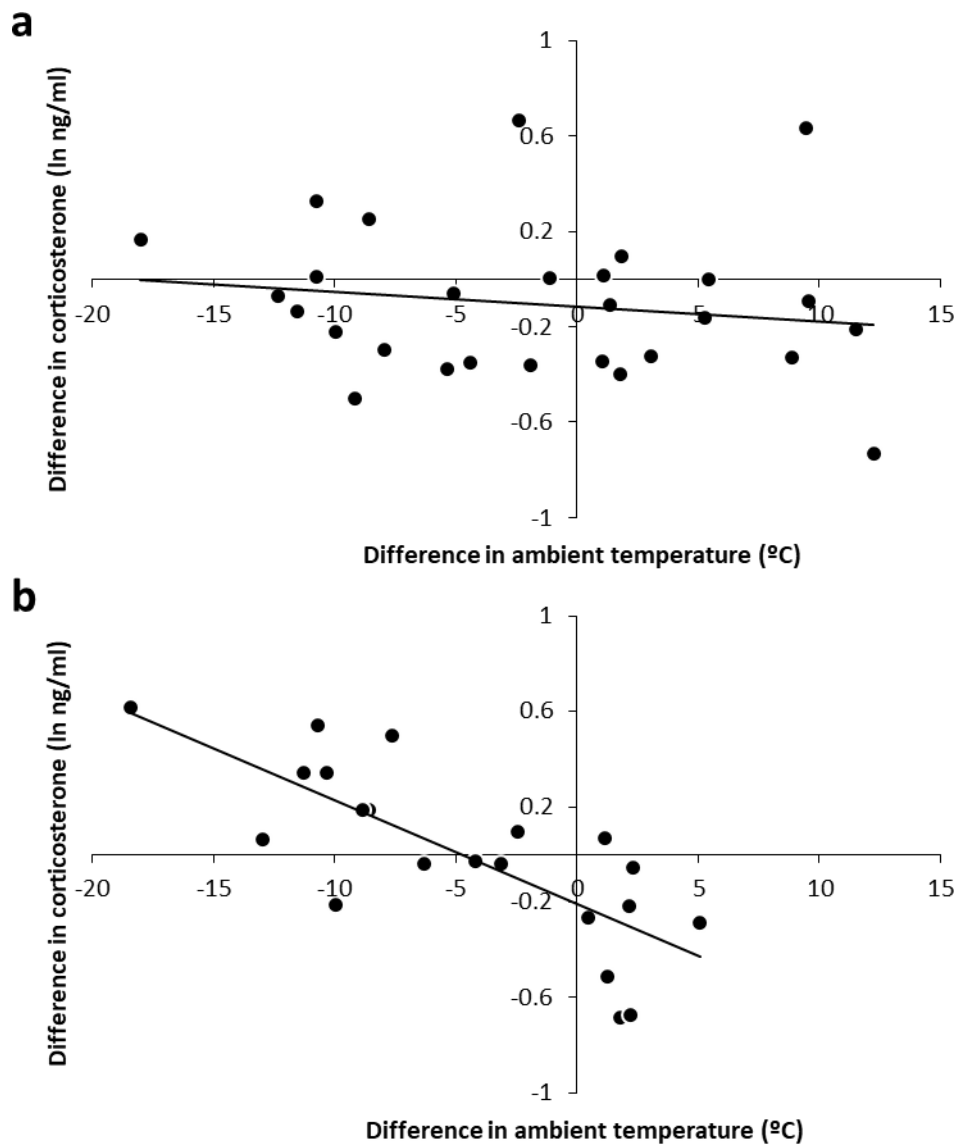 a
Difference in corticosterone (ln ng/ml)
1
0.6
0.2
-20 -15 -10 -5 0 5 10 15
-0.2
-0.6
-1
Difference in ambient temperature (ºC)
b
Difference in corticosterone (ln ng/ml)
1
0.6
0.2
-20 -15 -10 -5 0 5 10 15
-0.2
-0.6
-1
Difference in ambient temperature (ºC)